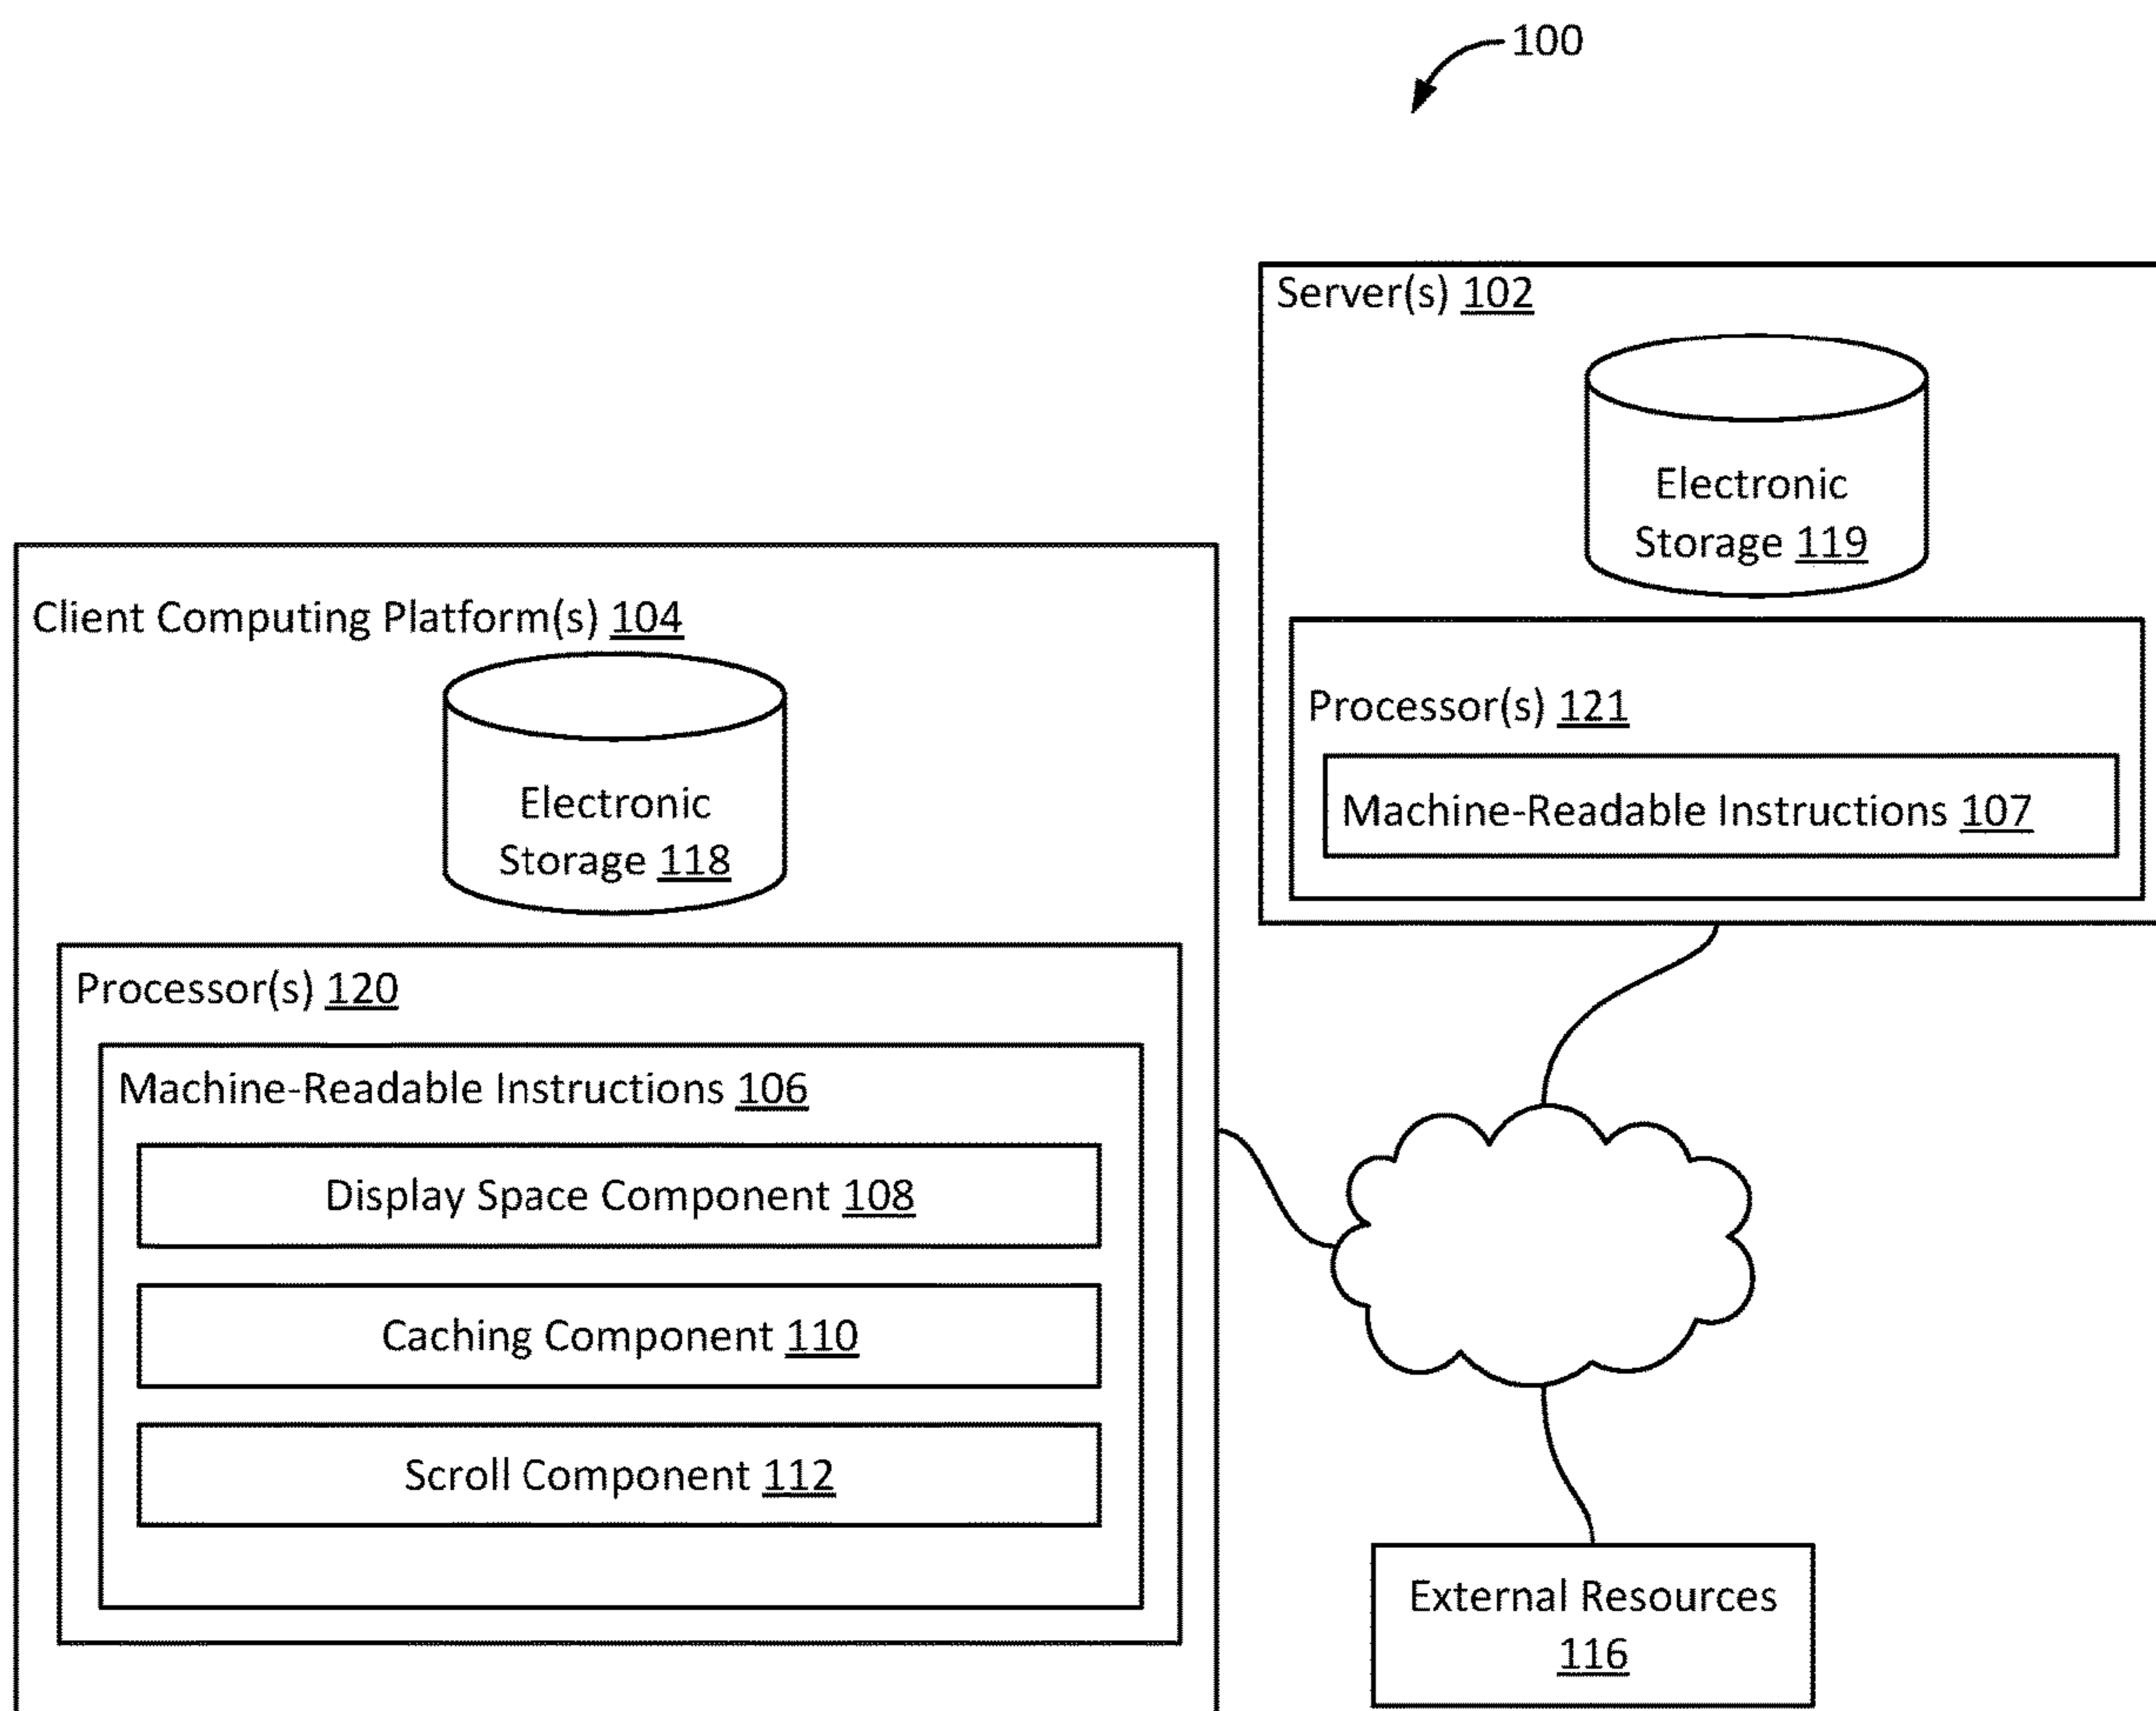 100
Server(s) 102
Electronic
Storage 119
Processor(s) 121
Machine-Readable Instructions 107
Client Computing Platform(s) 104
Electronic
Storage 118
Processor(s) 120
Machine-Readable Instructions 106
Display Space Component 108
Caching Component 110
Scroll Component 112
External Resources
116